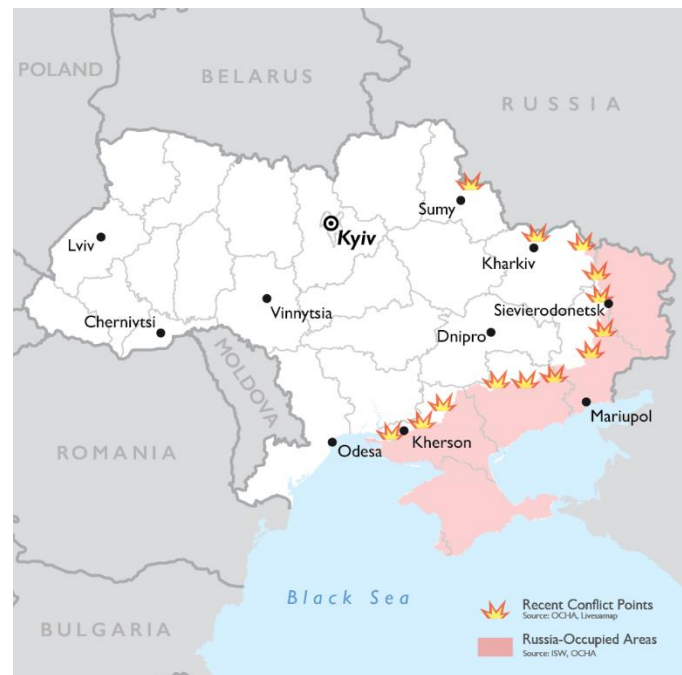 POLAND
BELARUS
RUSSIA
Sumy
Kyiv
Lviv
Kharkiv
Vinnytsia
Sievierodonetsk
Chernivtsi
Dnipro
MOLDOVA
Mariupol
Kherson
Odesa
ROMANIA
Black Sea
Recent Conflict Points
Source: OCHA, Liveuamap
BULGARIA
Russia-Occupied Areas
Source: ISW, OCHA